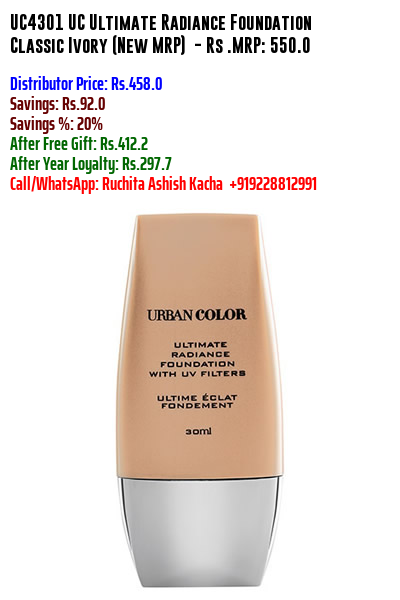 UC4301 UC Ultimate Radiance Foundation
Classic Ivory (New MRP) - Rs .MRP: 550.0
Distributor Price: Rs.458.0
Savings: Rs.92.0
Savings %: 20%
After Free Gift: Rs.412.2
After Year Loyalty: Rs.297.7
Call/WhatsApp: Ruchita Ashish Kacha +919228812991
URBAN COLOR
ULTIMATE
RADIANCE
FOUNDATION
WITH UV FILTERS
ULTIME ÉCLAT
FONDEMENT
30ml